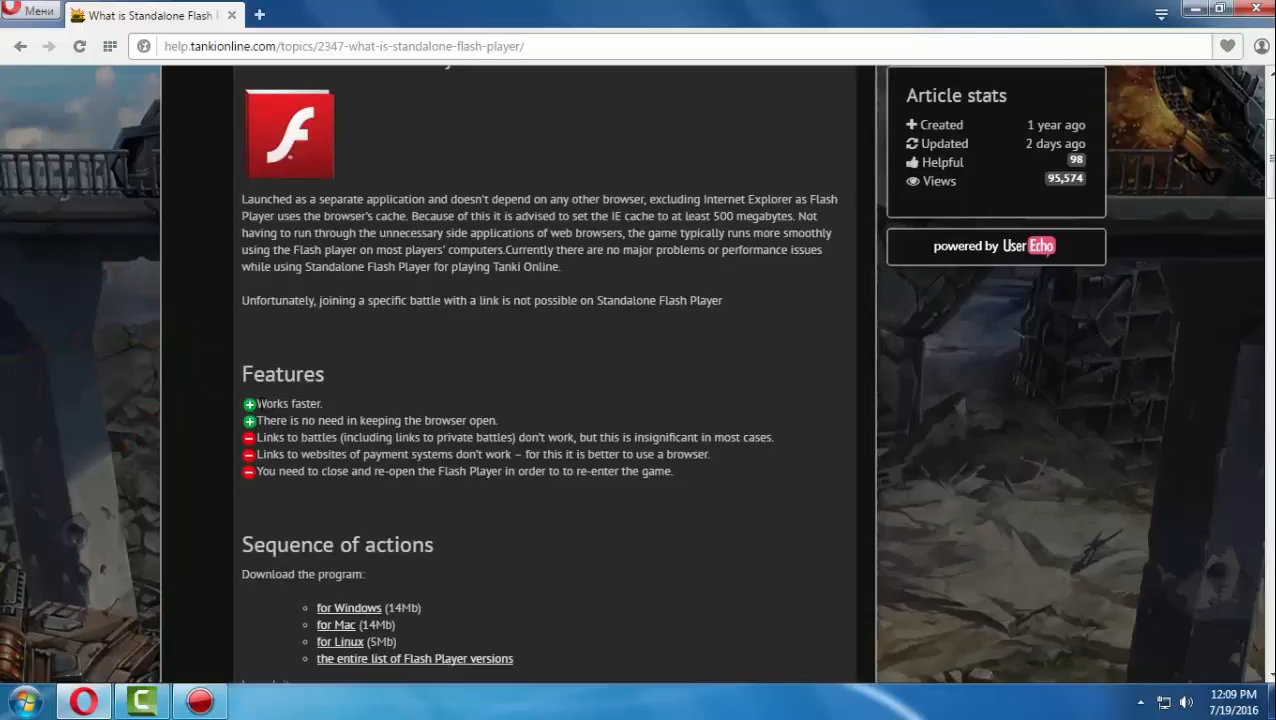 Мени
What is Standalone Flash P
help.tankionline.com/topics/2347-what-is-standalone-flash-player/
Launched as a separate application and doesn't depend on any other browser, excluding Internet Explorer as Flash
Player uses the browser's cache. Because of this it is advised to set the IE cache to at least 500 megabytes. Not
having to run through the unnecessary side applications of web browsers, the game typically runs more smoothly
using the Flash player on most players' computers.Currently there are no major problems or performance issues
while using Standalone Flash Player for playing Tanki Online.
Unfortunately, joining a specific battle with a link is not possible on Standalone Flash Player
Features
Works faster.
There is no need in keeping the browser open.
Links to battles (including links to private battles) don't work, but this is insignificant in most cases.
Links to websites of payment systems don't work – for this it is better to use a browser.
You need to close and re-open the Flash Player in order to to re-enter the game.
Sequence of actions
Download the program:
for Windows (14Mb)
for Mac (14Mb)
for Linux (5Mb)
the entire list of Flash Player versions
Article stats
Created 1 year ago
Updated 2 days ago
Helpful 98
Views 95,574
powered by UserEcho
12:09 PM
7/19/2016